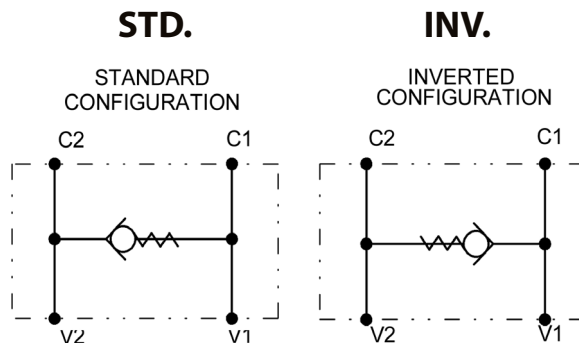 STD.
INV.
STANDARD
CONFIGURATION
INVERTED
CONFIGURATION
C2
C1
C2
C1
V2
V1
V2
V1